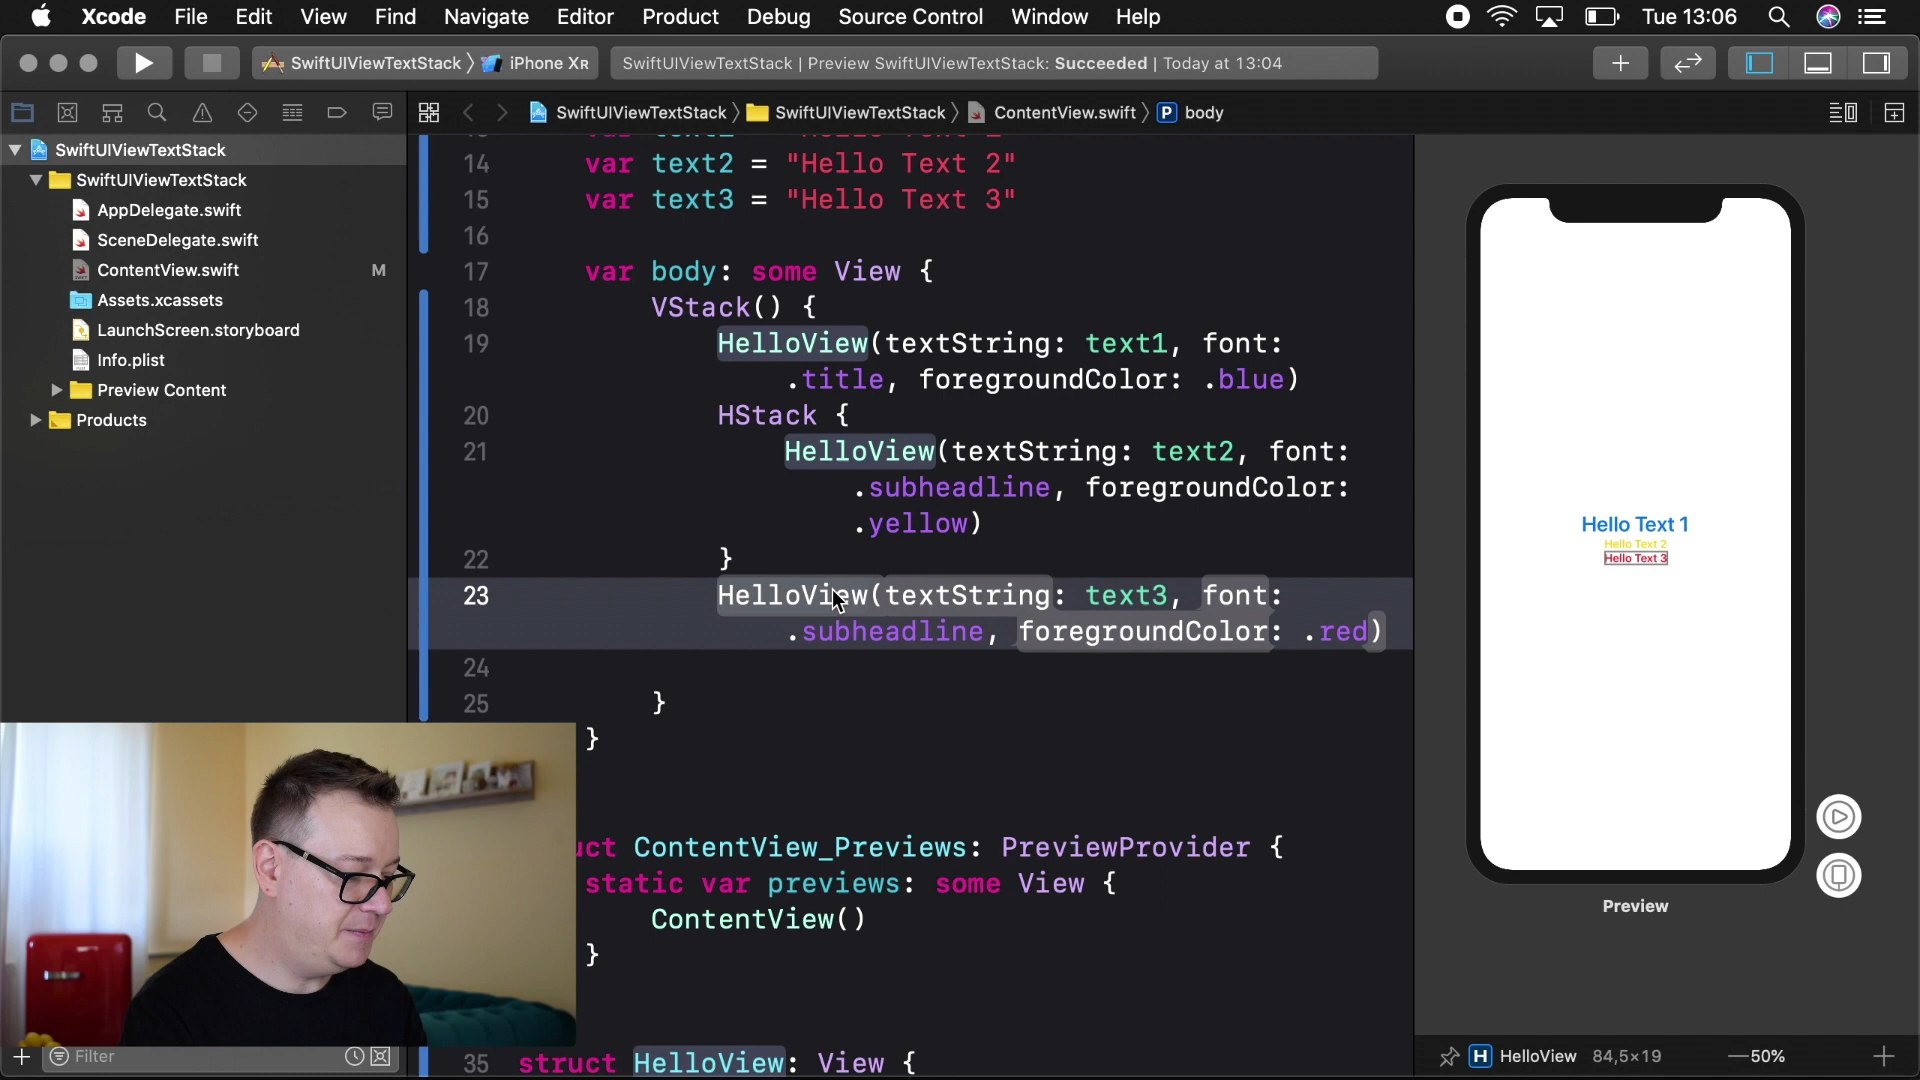 Xcode File Edit View Find Navigate Editor Product Debug Source Control Window Help Tue 13:06
SwiftUIViewTextStack iPhone XR SwiftUIViewTextStack | Preview SwiftUIViewTextStack: Succeeded | Today at 13:04
SwiftUIViewTextStack SwiftUIViewTextStack ContentView.swift P body
SwiftUIViewTextStack
SwiftUIViewTextStack
AppDelegate.swift
SceneDelegate.swift
ContentView.swift M
Assets.xcassets
LaunchScreen.storyboard
Info.plist
Preview Content
Products
14 var text2 = "Hello Text 2"
15 var text3 = "Hello Text 3"
16
17 var body: some View {
18 VStack() {
19 HelloView(textString: text1, font:
.title, foregroundColor: .blue)
20 HStack {
21 HelloView(textString: text2, font:
.subheadline, foregroundColor:
.yellow)
22 }
23 HelloView(textString: text3, font:
.subheadline, foregroundColor: .red)
24
25 }
}
uct ContentView_Previews: PreviewProvider {
static var previews: some View {
ContentView()
}
35 struct HelloView: View {
Hello Text 1
Hello Text 2
Hello Text 3
Preview
Filter
H HelloView 84,5×19 50%